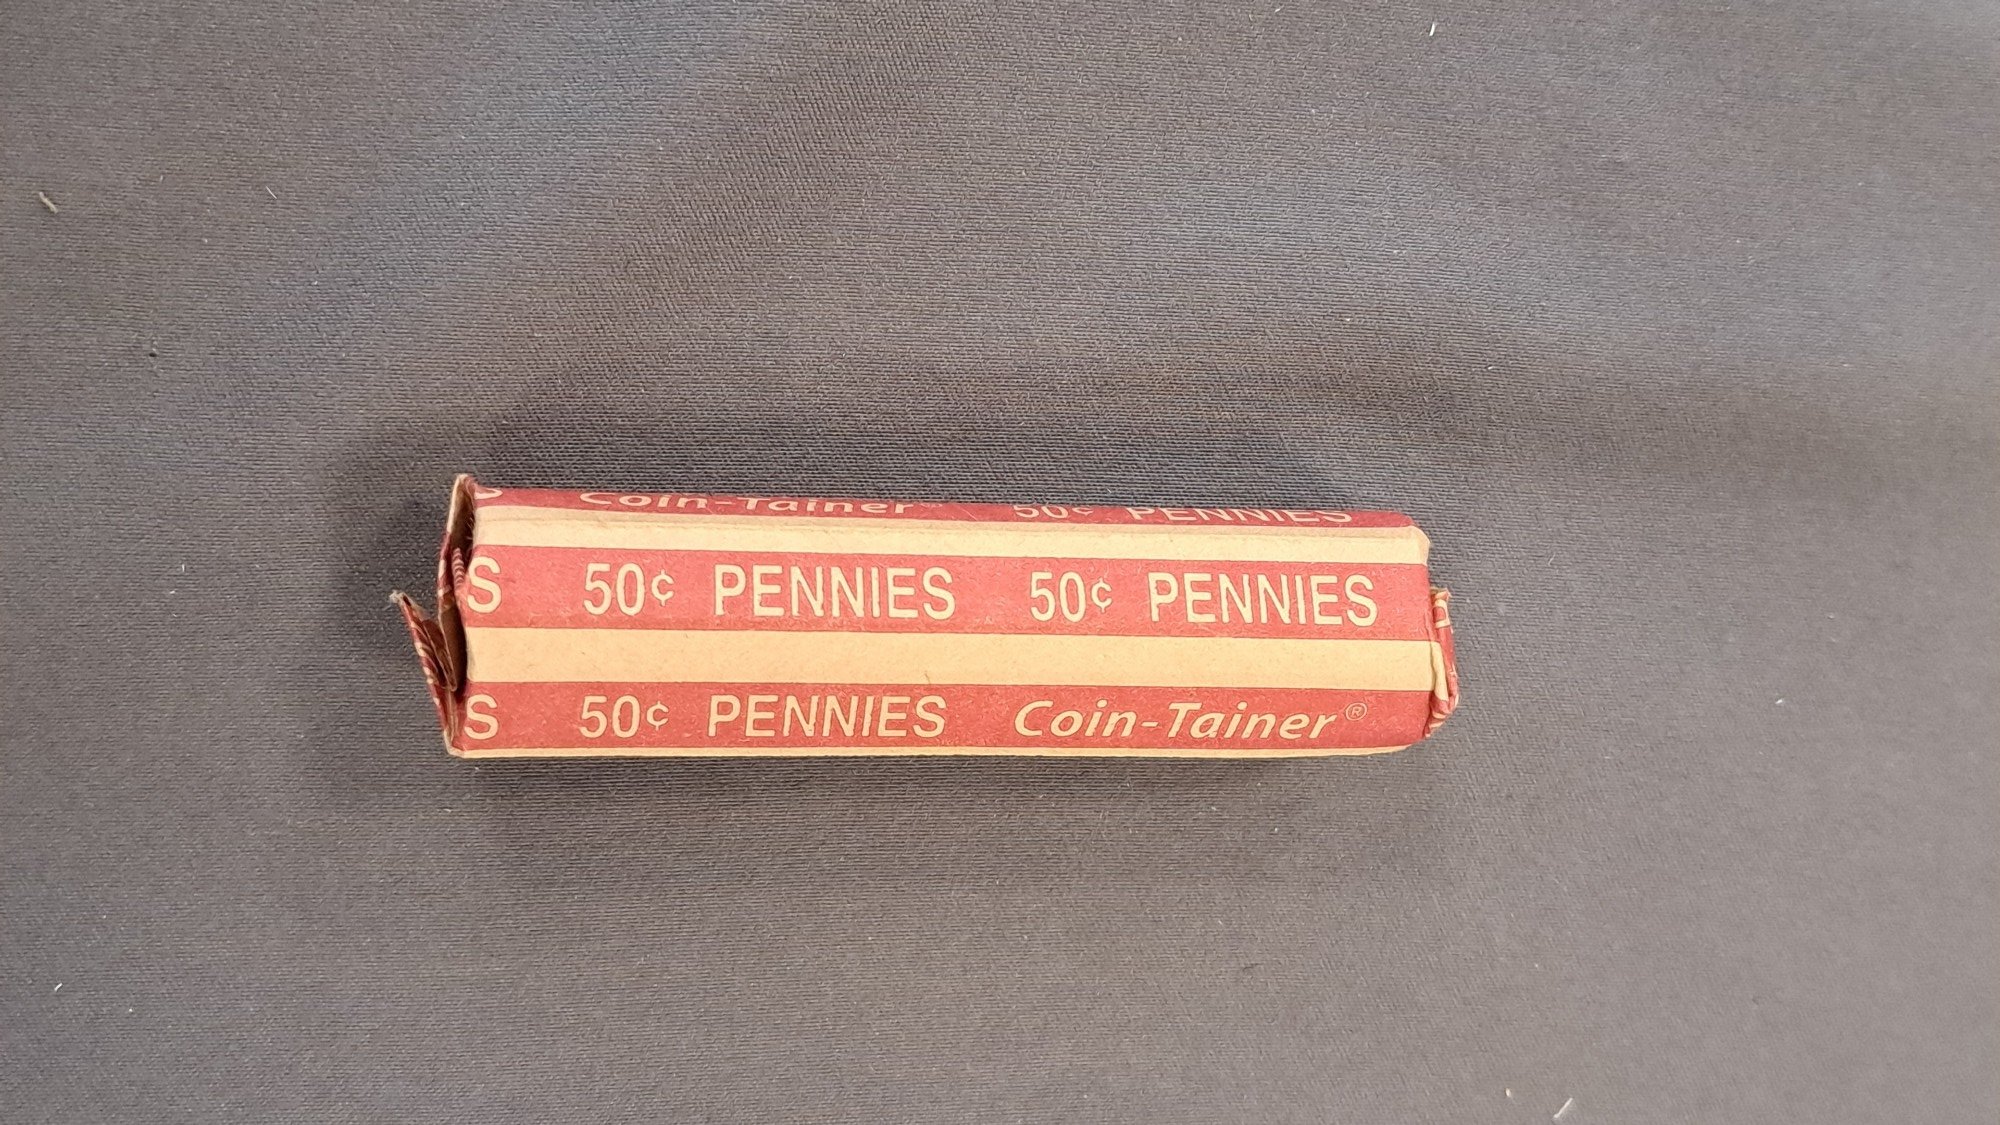 S Coin-Tainer® 50¢ PENNIES
S 50¢ PENNIES 50¢ PENNIES
S 50¢ PENNIES Coin-Tainer®